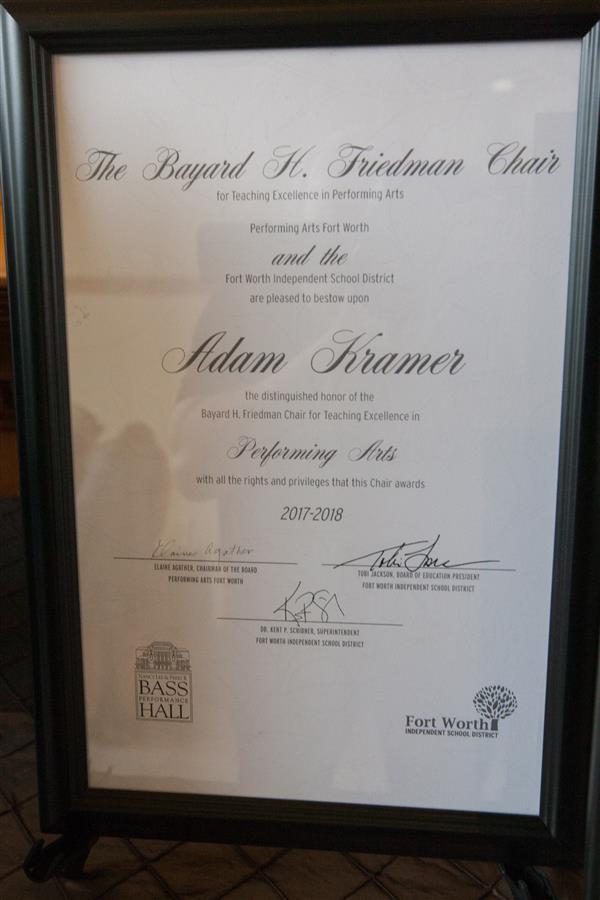 The Bayard H. Friedman Chair
for Teaching Excellence in Performing Arts
Performing Arts Fort Worth
and the
Fort Worth Independent School District
are pleased to bestow upon
Adam Kramer
the distinguished honor of the
Bayard H. Friedman Chair for Teaching Excellence in
Performing Arts
with all the rights and privileges that this Chair awards
2017-2018
Elaine Agather
ELAINE AGATHER, CHAIRMAN OF THE BOARD
PERFORMING ARTS FORT WORTH
TOBI JACKSON, BOARD OF EDUCATION PRESIDENT
FORT WORTH INDEPENDENT SCHOOL DISTRICT
DR. KENT P. SCRIBNER, SUPERINTENDENT
FORT WORTH INDEPENDENT SCHOOL DISTRICT
NANCY LEE & PERRY R.
BASS
PERFORMANCE
HALL
Fort Worth
INDEPENDENT SCHOOL DISTRICT